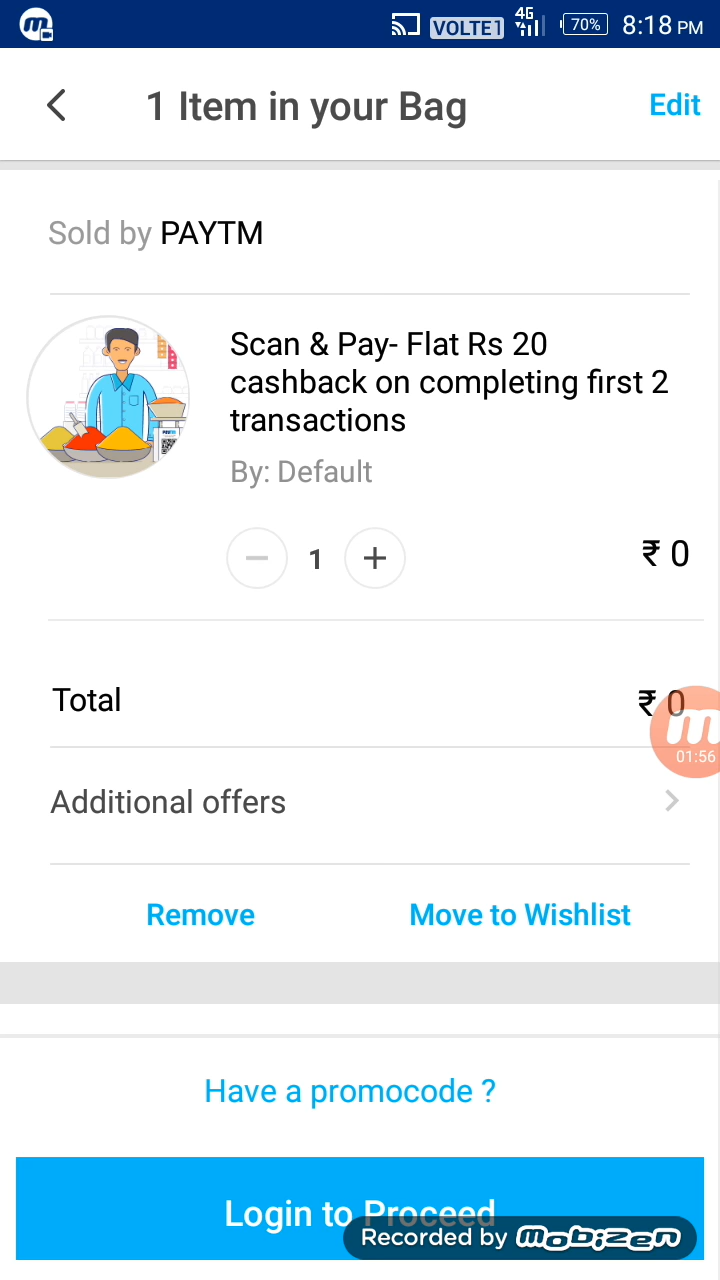 VOLTE1 4G 70% 8:18 PM
1 Item in your Bag Edit
Sold by PAYTM
Scan & Pay- Flat Rs 20
cashback on completing first 2
transactions
By: Default
− 1 + ₹ 0
Total ₹ 0
01:56
Additional offers
Remove Move to Wishlist
Have a promocode ?
Login to Proceed
Recorded by mobizen